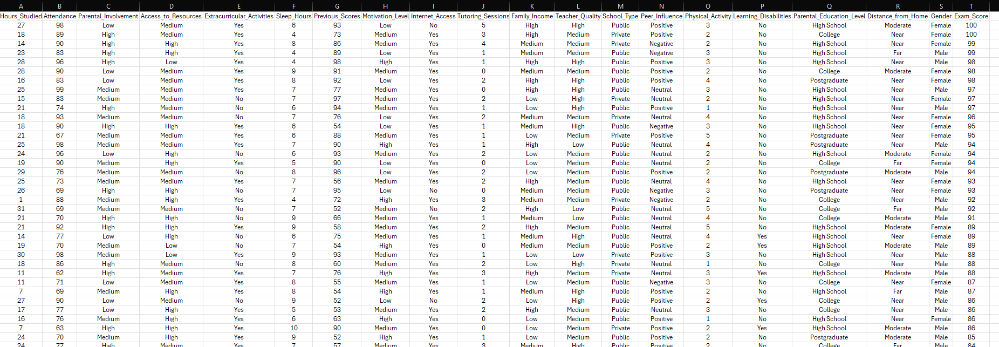 A B C D E F G H I J K L M N O P Q R S T
Hours_Studied Attendance Parental_Involvement Access_to_Resources Extracurricular_Activities Sleep_Hours Previous_Scores Motivation_Level Internet_Access Tutoring_Sessions Family_Income Teacher_Quality School_Type Peer_Influence Physical_Activity Learning_Disabilities Parental_Education_Level Distance_from_Home Gender Exam_Score
27 98 Low Medium Yes 6 93 Low No 5 High High Public Positive 3 No High School Moderate Female 100
18 89 High Medium Yes 4 73 Medium Yes 3 High Medium Private Positive 2 No College Near Female 100
14 90 High High Yes 8 86 Medium Yes 4 Medium Medium Private Negative 2 No High School Near Female 99
23 83 High High Yes 4 89 Low Yes 1 Medium Medium Public Negative 3 No High School Far Male 99
28 96 High Low Yes 4 98 High Yes 1 High High Public Positive 3 No High School Near Male 98
28 90 Low Medium Yes 9 91 Medium Yes 0 Medium Medium Public Positive 2 No College Moderate Female 98
16 83 Low Medium Yes 8 92 Low Yes 2 High High Public Positive 4 No Postgraduate Near Female 98
25 99 Medium Medium Yes 7 77 Medium Yes 0 High High Public Neutral 3 No High School Near Male 97
15 83 Medium Medium No 7 97 Medium Yes 2 Low High Private Neutral 2 No High School Near Female 97
21 74 High Medium No 6 94 Medium Yes 1 Low High Public Positive 1 No High School Near Male 97
18 93 Medium Medium No 7 76 Low Yes 2 Medium Medium Private Neutral 4 No High School Near Female 96
18 90 High High Yes 6 54 Low Yes 1 Medium High Public Negative 3 No High School Near Female 95
21 67 Medium Medium Yes 6 88 Medium Yes 1 Low Medium Private Positive 5 No Postgraduate Near Female 95
25 98 Medium Medium Yes 7 90 High Yes 1 High Low Public Neutral 4 No Postgraduate Near Male 94
24 96 Low High No 6 93 Medium Yes 2 Low Medium Public Neutral 2 No High School Moderate Female 94
19 90 Medium High Yes 5 90 Low Yes 0 Low Medium Public Neutral 2 No College Far Female 94
29 76 Medium Medium No 8 96 Low Yes 2 Low Medium Public Positive 2 No Postgraduate Moderate Male 94
25 73 Medium Medium Yes 7 56 Medium Yes 2 High Medium Public Neutral 4 No High School Near Female 93
26 69 High High No 7 95 Low No 0 Medium Medium Public Negative 3 No Postgraduate Near Female 93
1 88 Medium High Yes 4 72 High Yes 3 Medium Medium Private Negative 2 No College Near Male 92
31 69 Medium Medium No 7 52 Medium No 2 High Low Public Neutral 5 No College Far Male 92
21 70 High High No 9 66 Medium Yes 1 Medium Low Public Neutral 4 No College Moderate Male 91
21 92 High High Yes 9 58 Medium Yes 2 High Medium Public Neutral 5 No High School Moderate Female 89
14 77 Low High No 6 75 Medium Yes 1 Medium High Public Neutral 4 Yes High School Near Female 89
19 70 Medium Low No 7 54 High Yes 0 Medium Medium Public Positive 2 Yes High School Moderate Male 89
30 98 Medium Low Yes 9 93 Medium Yes 1 Low Low Private Positive 3 No High School Near Male 88
18 86 High Medium No 8 60 Medium Yes 2 Low High Private Neutral 1 No College Near Male 88
11 62 High Medium Yes 7 76 High Yes 3 High Medium Private Neutral 3 Yes High School Moderate Male 88
11 71 Low Medium Yes 8 55 Medium Yes 1 Low Medium Public Negative 3 No College Near Female 87
7 69 Medium High Yes 8 54 High Yes 1 Medium High Public Positive 2 No High School Far Male 87
27 90 Low Medium No 9 52 Low No 2 Low High Public Positive 2 Yes College Near Male 86
17 77 Low High Yes 5 53 Medium Yes 2 High Medium Public Neutral 3 No College Near Male 86
16 76 Medium High Yes 6 63 High Yes 0 Low Medium Public Positive 1 No High School Near Female 86
7 63 High High Yes 10 90 Medium Yes 0 Low Medium Private Positive 2 Yes High School Moderate Male 86
24 70 Medium High Yes 9 52 High Yes 1 Low Medium Public Positive 2 No Postgraduate Moderate Male 85
24 77 High Medium Yes 7 57 Medium Yes 3 Medium High Public Positive 2 No College Far Male 84